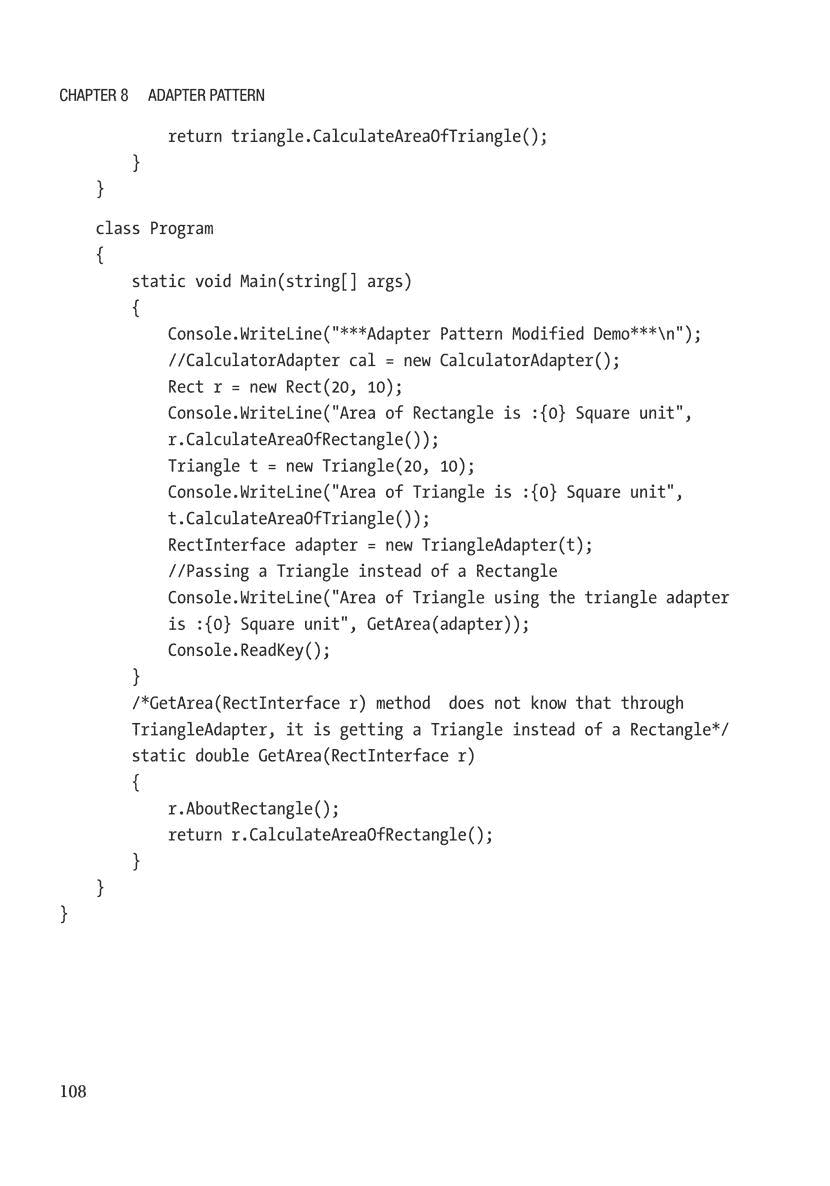 CHAPTER 8 ADAPTER PATTERN
return triangle.CalculateAreaOfTriangle();
}
}
class Program
{
static void Main(string[] args)
{
Console.WriteLine("***Adapter Pattern Modified Demo***\n");
//CalculatorAdapter cal = new CalculatorAdapter();
Rect r = new Rect(20, 10);
Console.WriteLine("Area of Rectangle is :{0} Square unit",
r.CalculateAreaOfRectangle());
Triangle t = new Triangle(20, 10);
Console.WriteLine("Area of Triangle is :{0} Square unit",
t.CalculateAreaOfTriangle());
RectInterface adapter = new TriangleAdapter(t);
//Passing a Triangle instead of a Rectangle
Console.WriteLine("Area of Triangle using the triangle adapter
is :{0} Square unit", GetArea(adapter));
Console.ReadKey();
}
/*GetArea(RectInterface r) method  does not know that through
TriangleAdapter, it is getting a Triangle instead of a Rectangle*/
static double GetArea(RectInterface r)
{
r.AboutRectangle();
return r.CalculateAreaOfRectangle();
}
}
}
108